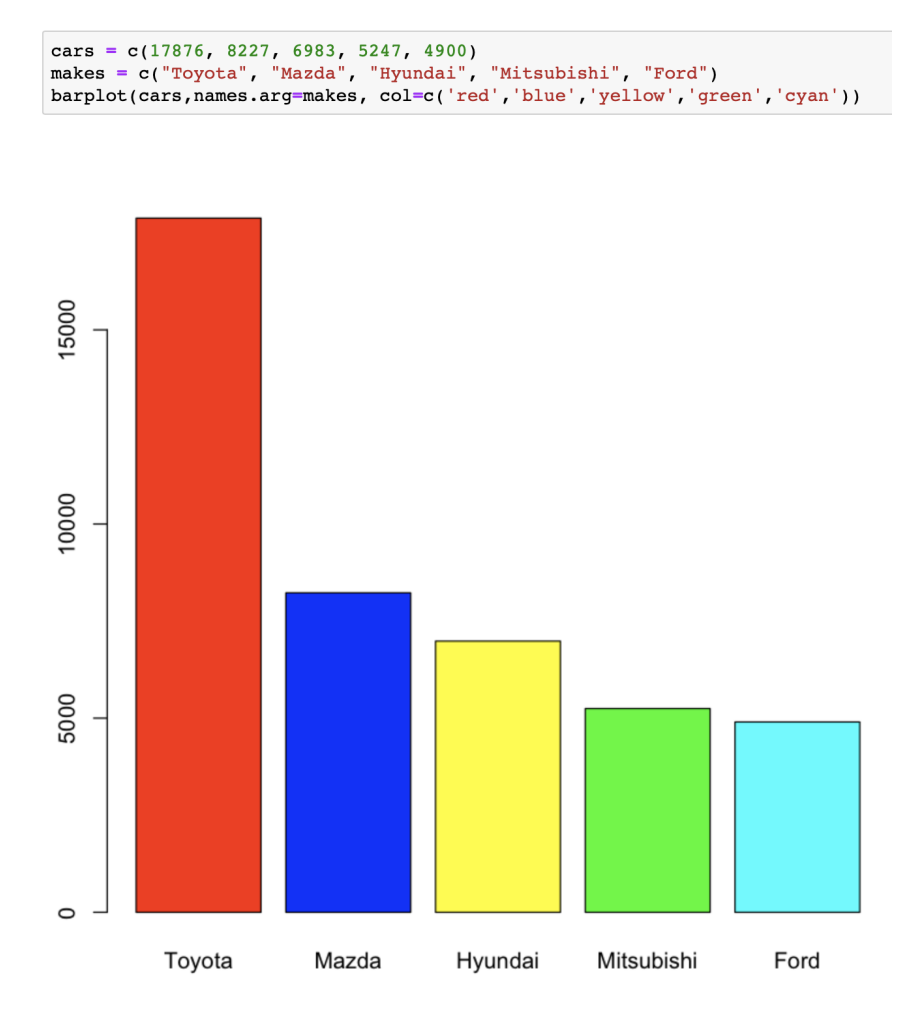 cars = c(17876, 8227, 6983, 5247, 4900)
makes = c("Toyota", "Mazda", "Hyundai", "Mitsubishi", "Ford")
barplot(cars,names.arg=makes, col=c('red','blue','yellow','green','cyan'))
15000
10000
5000
0
Toyota Mazda Hyundai Mitsubishi Ford